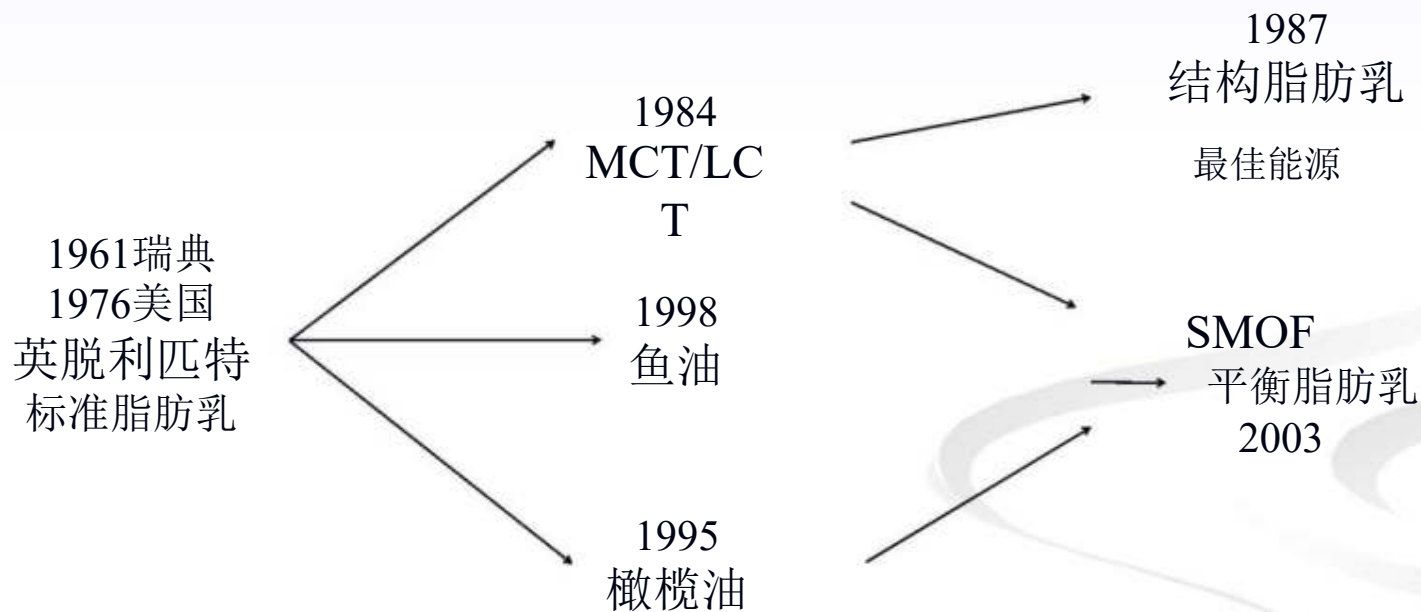 1961瑞典
1976美国
英脱利匹特
标准脂肪乳
1984
MCT/LC
T
1998
鱼油
1995
橄榄油
1987
结构脂肪乳
最佳能源
SMOF
平衡脂肪乳
2003